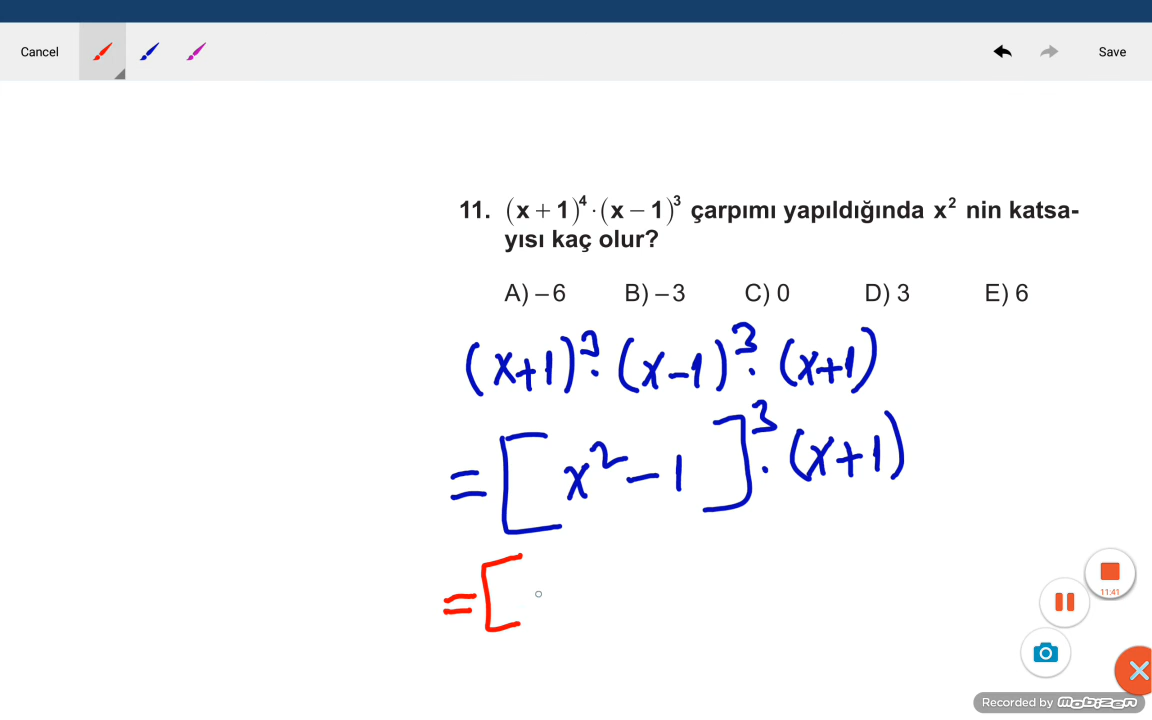 Cancel
Save
11. (x + 1)⁴ · (x − 1)³ çarpımı yapıldığında x² nin katsa-
yısı kaç olur?
A) – 6 B) – 3 C) 0 D) 3 E) 6
(x+1)³ · (x−1)³ · (x+1)
= [x² − 1]³ · (x+1)
= [
11:41
Recorded by mobizen